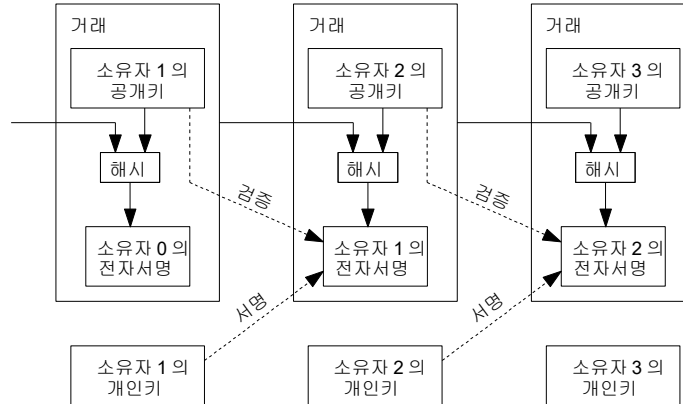 거래
소유자 1 의
공개키
해시
소유자 0 의
전자서명
거래
소유자 2 의
공개키
해시
검증
소유자 1 의
전자서명
거래
소유자 3 의
공개키
해시
검증
소유자 2 의
전자서명
서명
서명
소유자 1 의
개인키
소유자 2 의
개인키
소유자 3 의
개인키